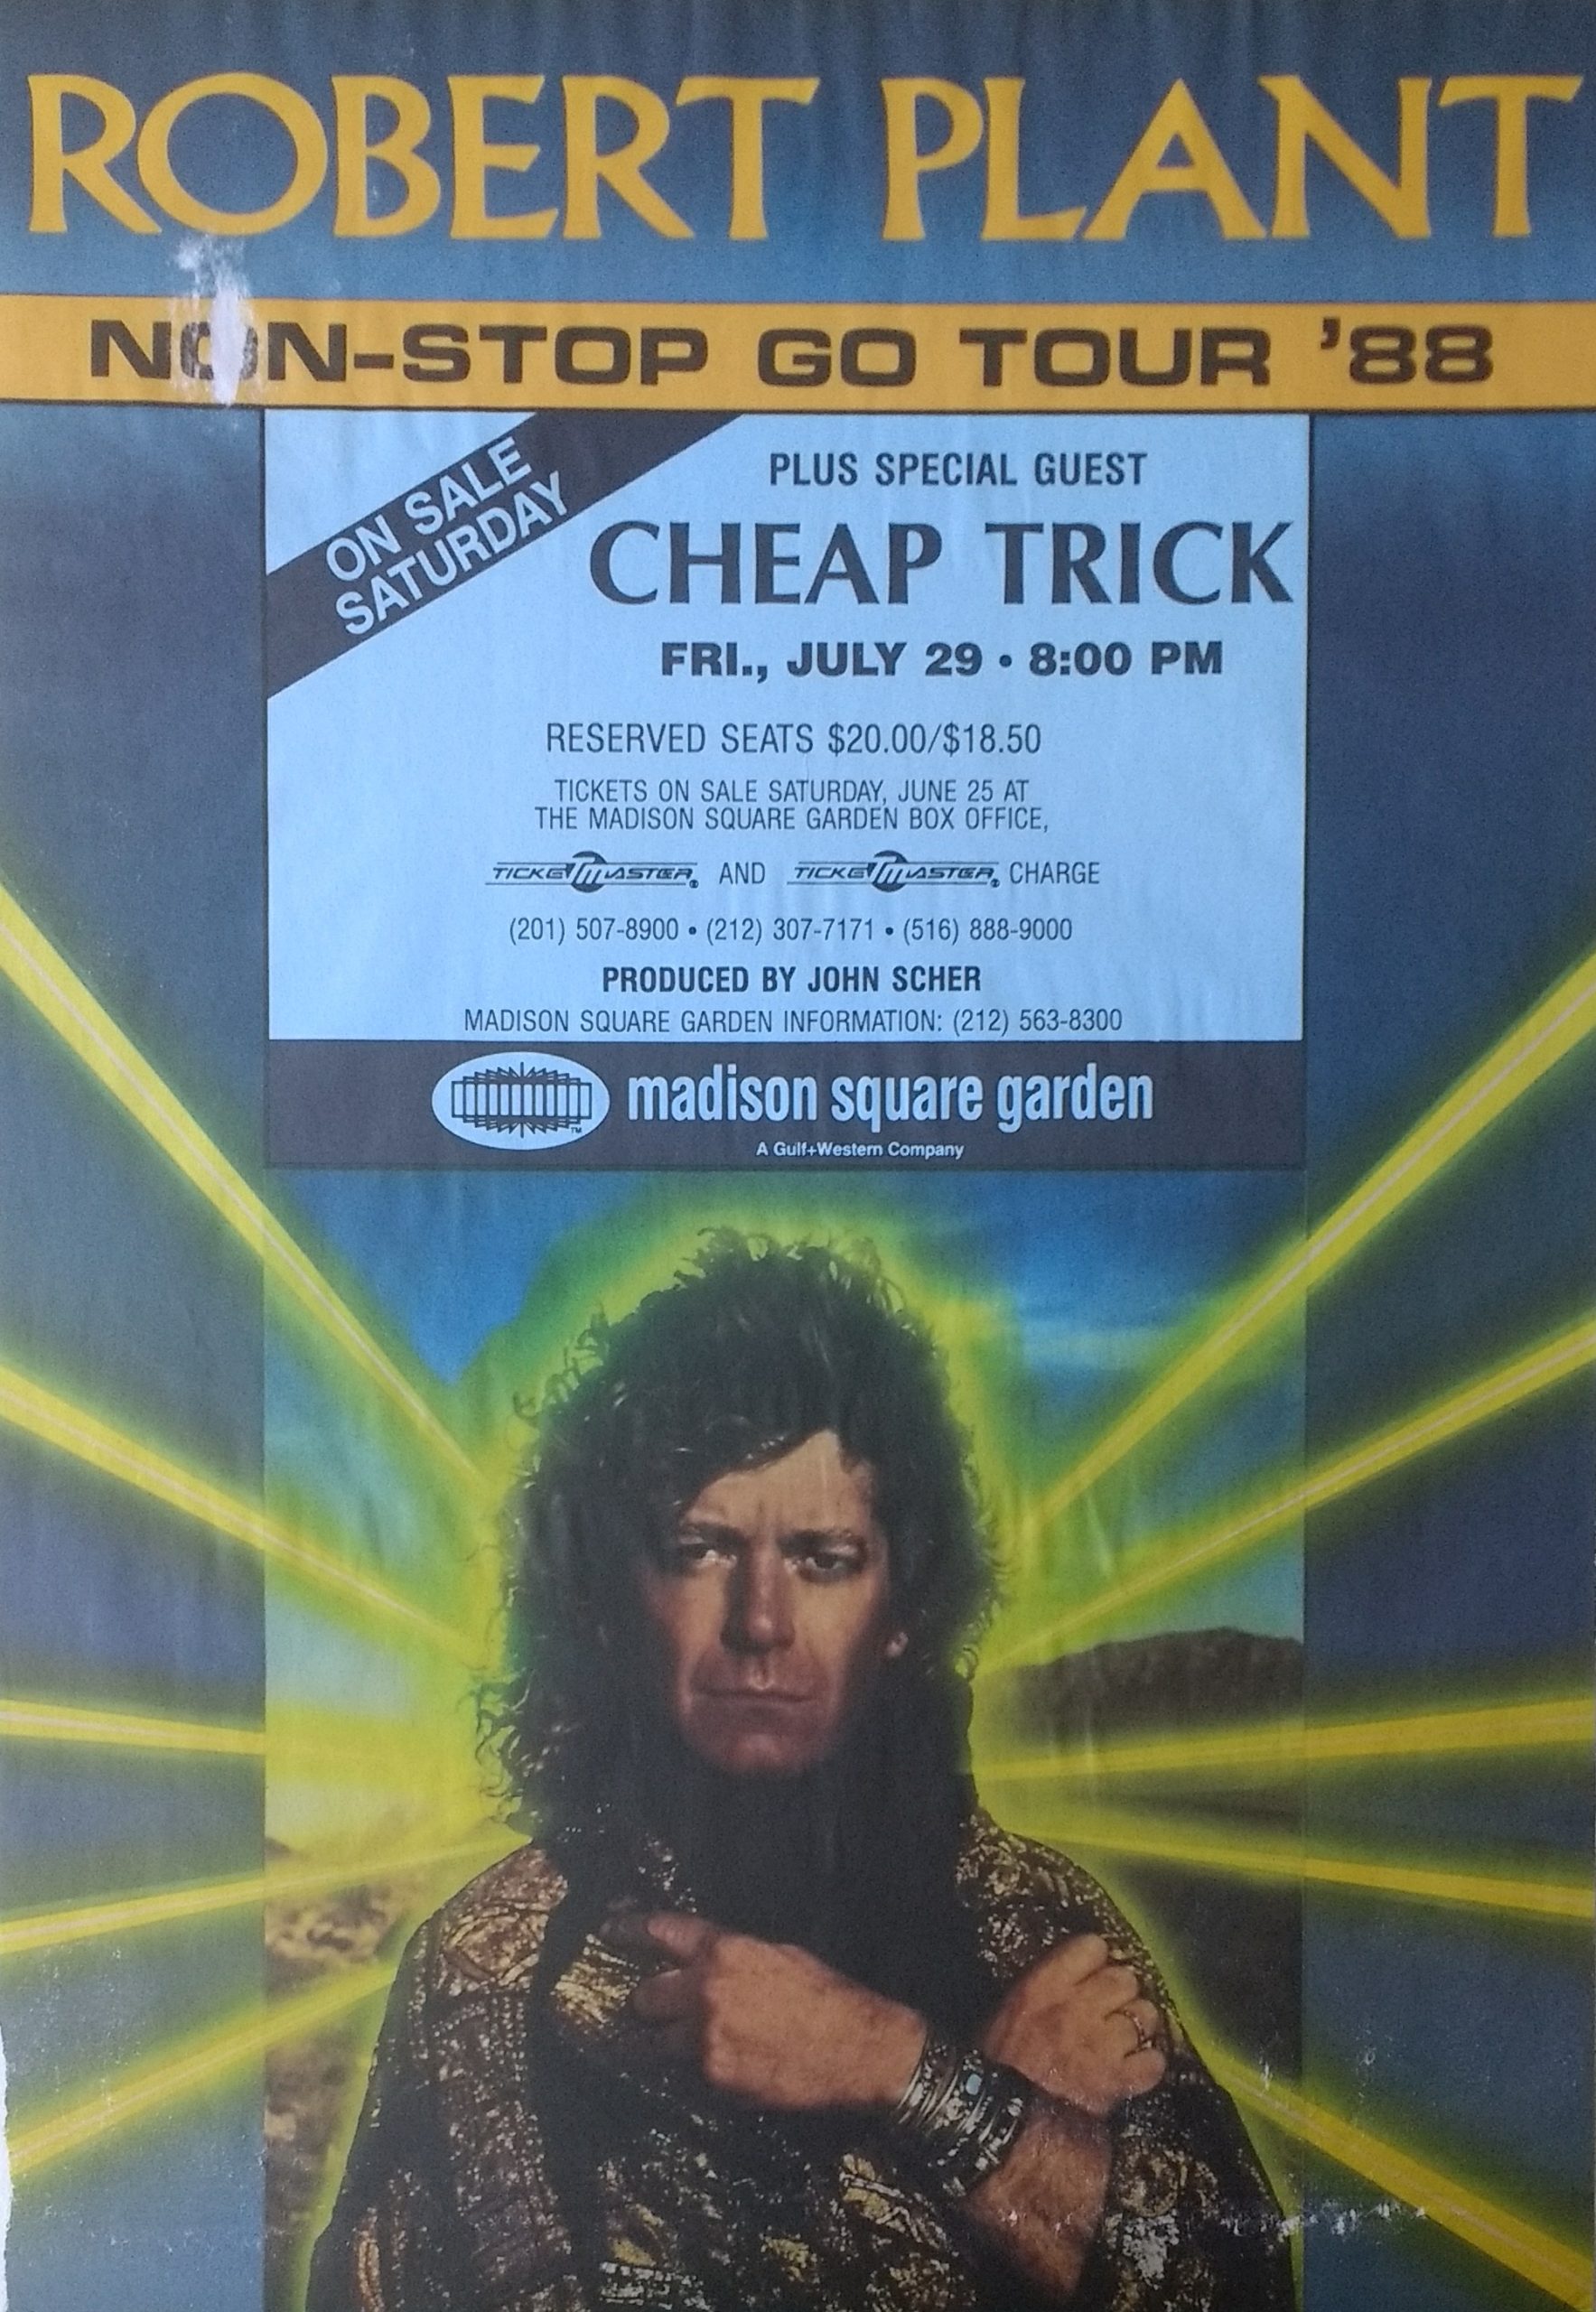 ROBERT PLANT
NON-STOP GO TOUR '88
ON SALE
SATURDAY
PLUS SPECIAL GUEST
CHEAP TRICK
FRI., JULY 29 • 8:00 PM
RESERVED SEATS $20.00/$18.50
TICKETS ON SALE SATURDAY, JUNE 25 AT
THE MADISON SQUARE GARDEN BOX OFFICE,
TICKETMASTER® AND TICKETMASTER® CHARGE
(201) 507-8900 • (212) 307-7171 • (516) 888-9000
PRODUCED BY JOHN SCHER
MADISON SQUARE GARDEN INFORMATION: (212) 563-8300
TM
madison square garden
A Gulf+Western Company